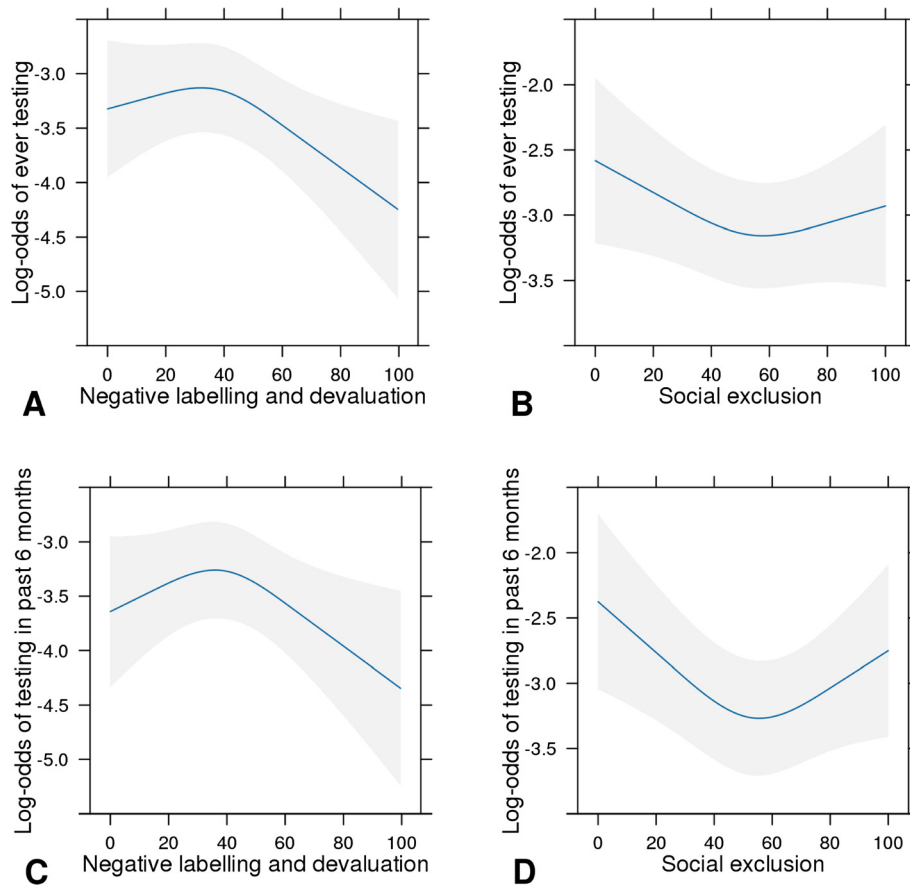 Log-odds of ever testing
-3.0
-3.5
-4.0
-4.5
-5.0
0 20 40 60 80 100
Negative labelling and devaluation
A
Log-odds of ever testing
-2.0
-2.5
-3.0
-3.5
0 20 40 60 80 100
Social exclusion
B
Log-odds of testing in past 6 months
-3.0
-3.5
-4.0
-4.5
-5.0
0 20 40 60 80 100
Negative labelling and devaluation
C
Log-odds of testing in past 6 months
-2.0
-2.5
-3.0
-3.5
0 20 40 60 80 100
Social exclusion
D